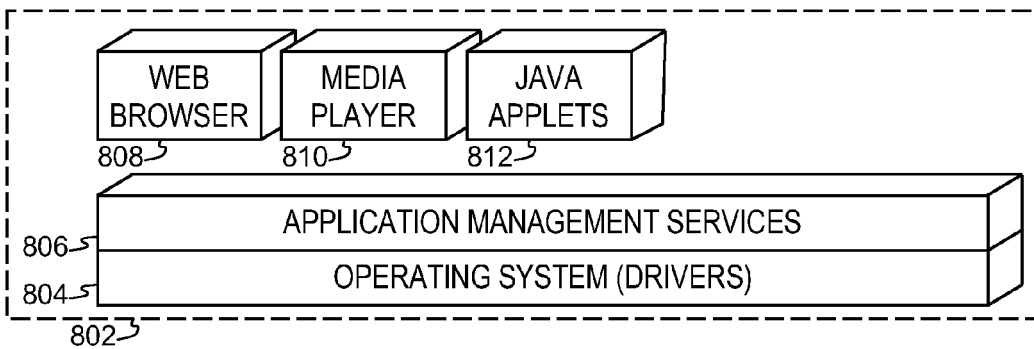 WEB
BROWSER
MEDIA
PLAYER
JAVA
APPLETS
808
810
812
APPLICATION MANAGEMENT SERVICES
806
OPERATING SYSTEM (DRIVERS)
804
802